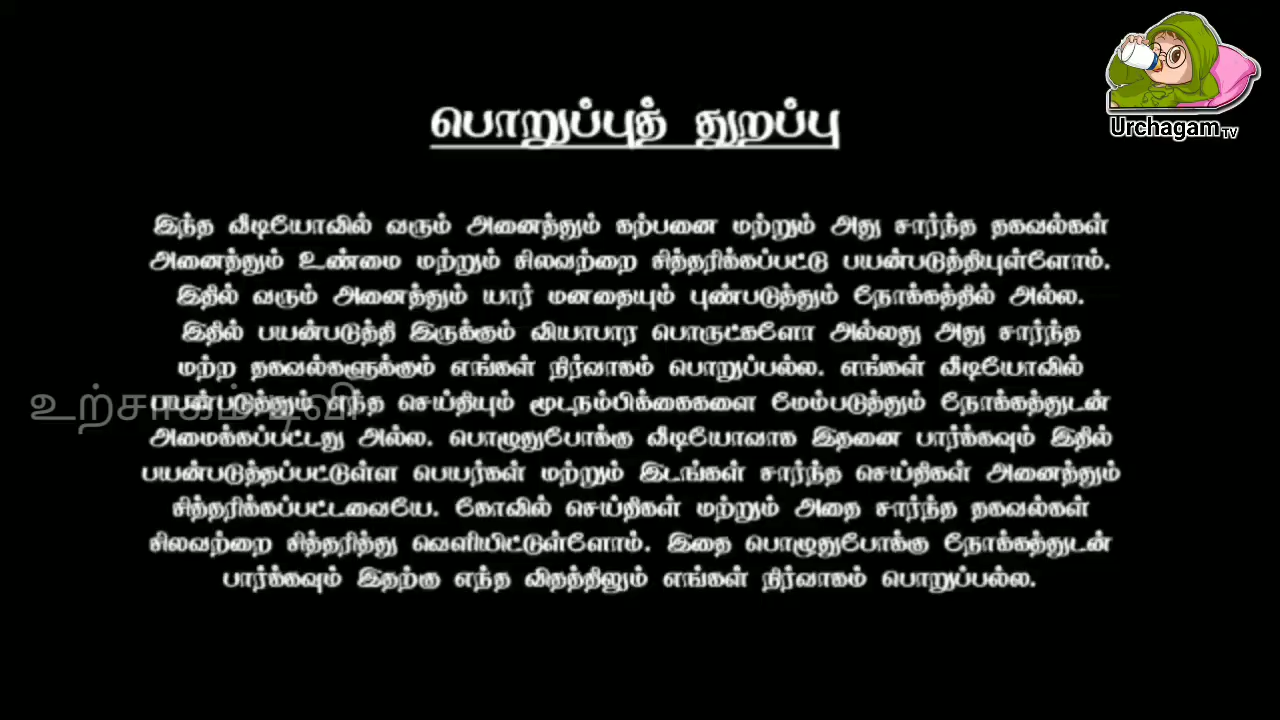 Urchagam TV
பொறுப்புத் துறப்பு
இந்த வீடியோவில் வரும் அனைத்தும் கற்பனை மற்றும் அது சார்ந்த தகவல்கள்
அனைத்தும் உண்மை மற்றும் சிலவற்றை சித்தரிக்கப்பட்டு பயன்படுத்தியுள்ளோம்.
இதில் வரும் அனைத்தும் யார் மனதையும் புண்படுத்தும் நோக்கத்தில் அல்ல.
இதில் பயன்படுத்தி இருக்கும் வியாபார பொருட்களோ அல்லது அது சார்ந்த
மற்ற தகவல்களுக்கும் எங்கள் நிர்வாகம் பொறுப்பல்ல. எங்கள் வீடியோவில்
பயன்படுத்தும் எந்த செய்தியும் மூடநம்பிக்கைகளை மேம்படுத்தும் நோக்கத்துடன்
உற்சாகம் டிவி
அமைக்கப்பட்டது அல்ல. பொழுதுபோக்கு வீடியோவாக இதனை பார்க்கவும் இதில்
பயன்படுத்தப்பட்டுள்ள பெயர்கள் மற்றும் இடங்கள் சார்ந்த செய்திகள் அனைத்தும்
சித்தரிக்கப்பட்டவையே. கோவில் செய்திகள் மற்றும் அதை சார்ந்த தகவல்கள்
சிலவற்றை சித்தரித்து வெளியிட்டுள்ளோம். இதை பொழுதுபோக்கு நோக்கத்துடன்
பார்க்கவும் இதற்கு எந்த விதத்திலும் எங்கள் நிர்வாகம் பொறுப்பல்ல.